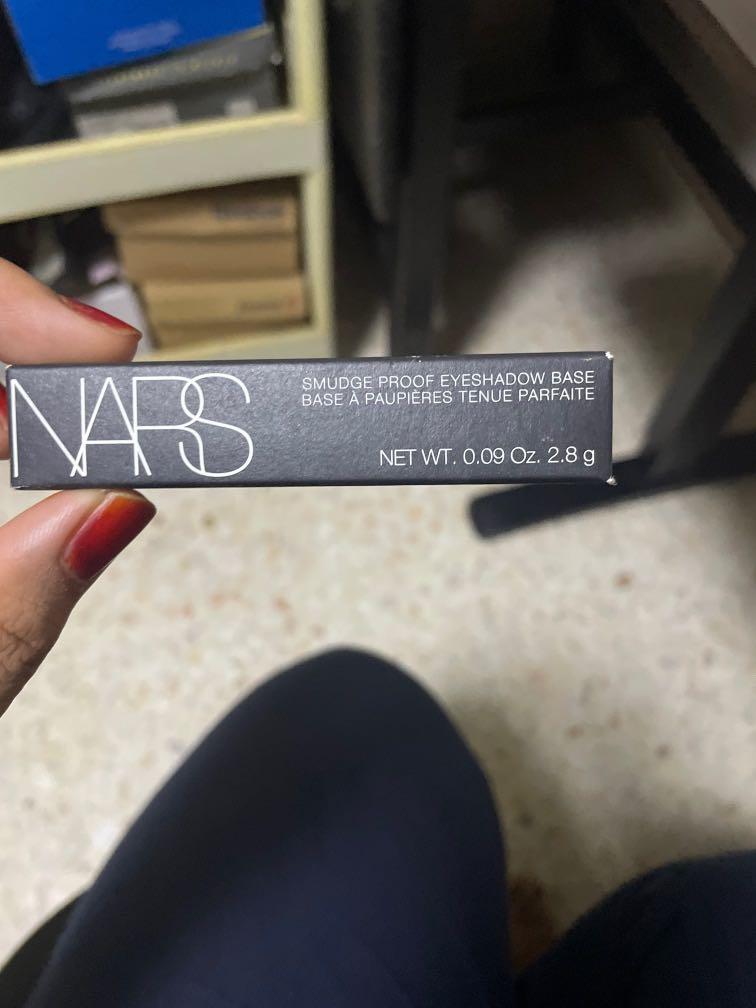 NARS
SMUDGE PROOF EYESHADOW BASE
BASE À PAUPIÈRES TENUE PARFAITE
NET WT. 0.09 Oz. 2.8 g